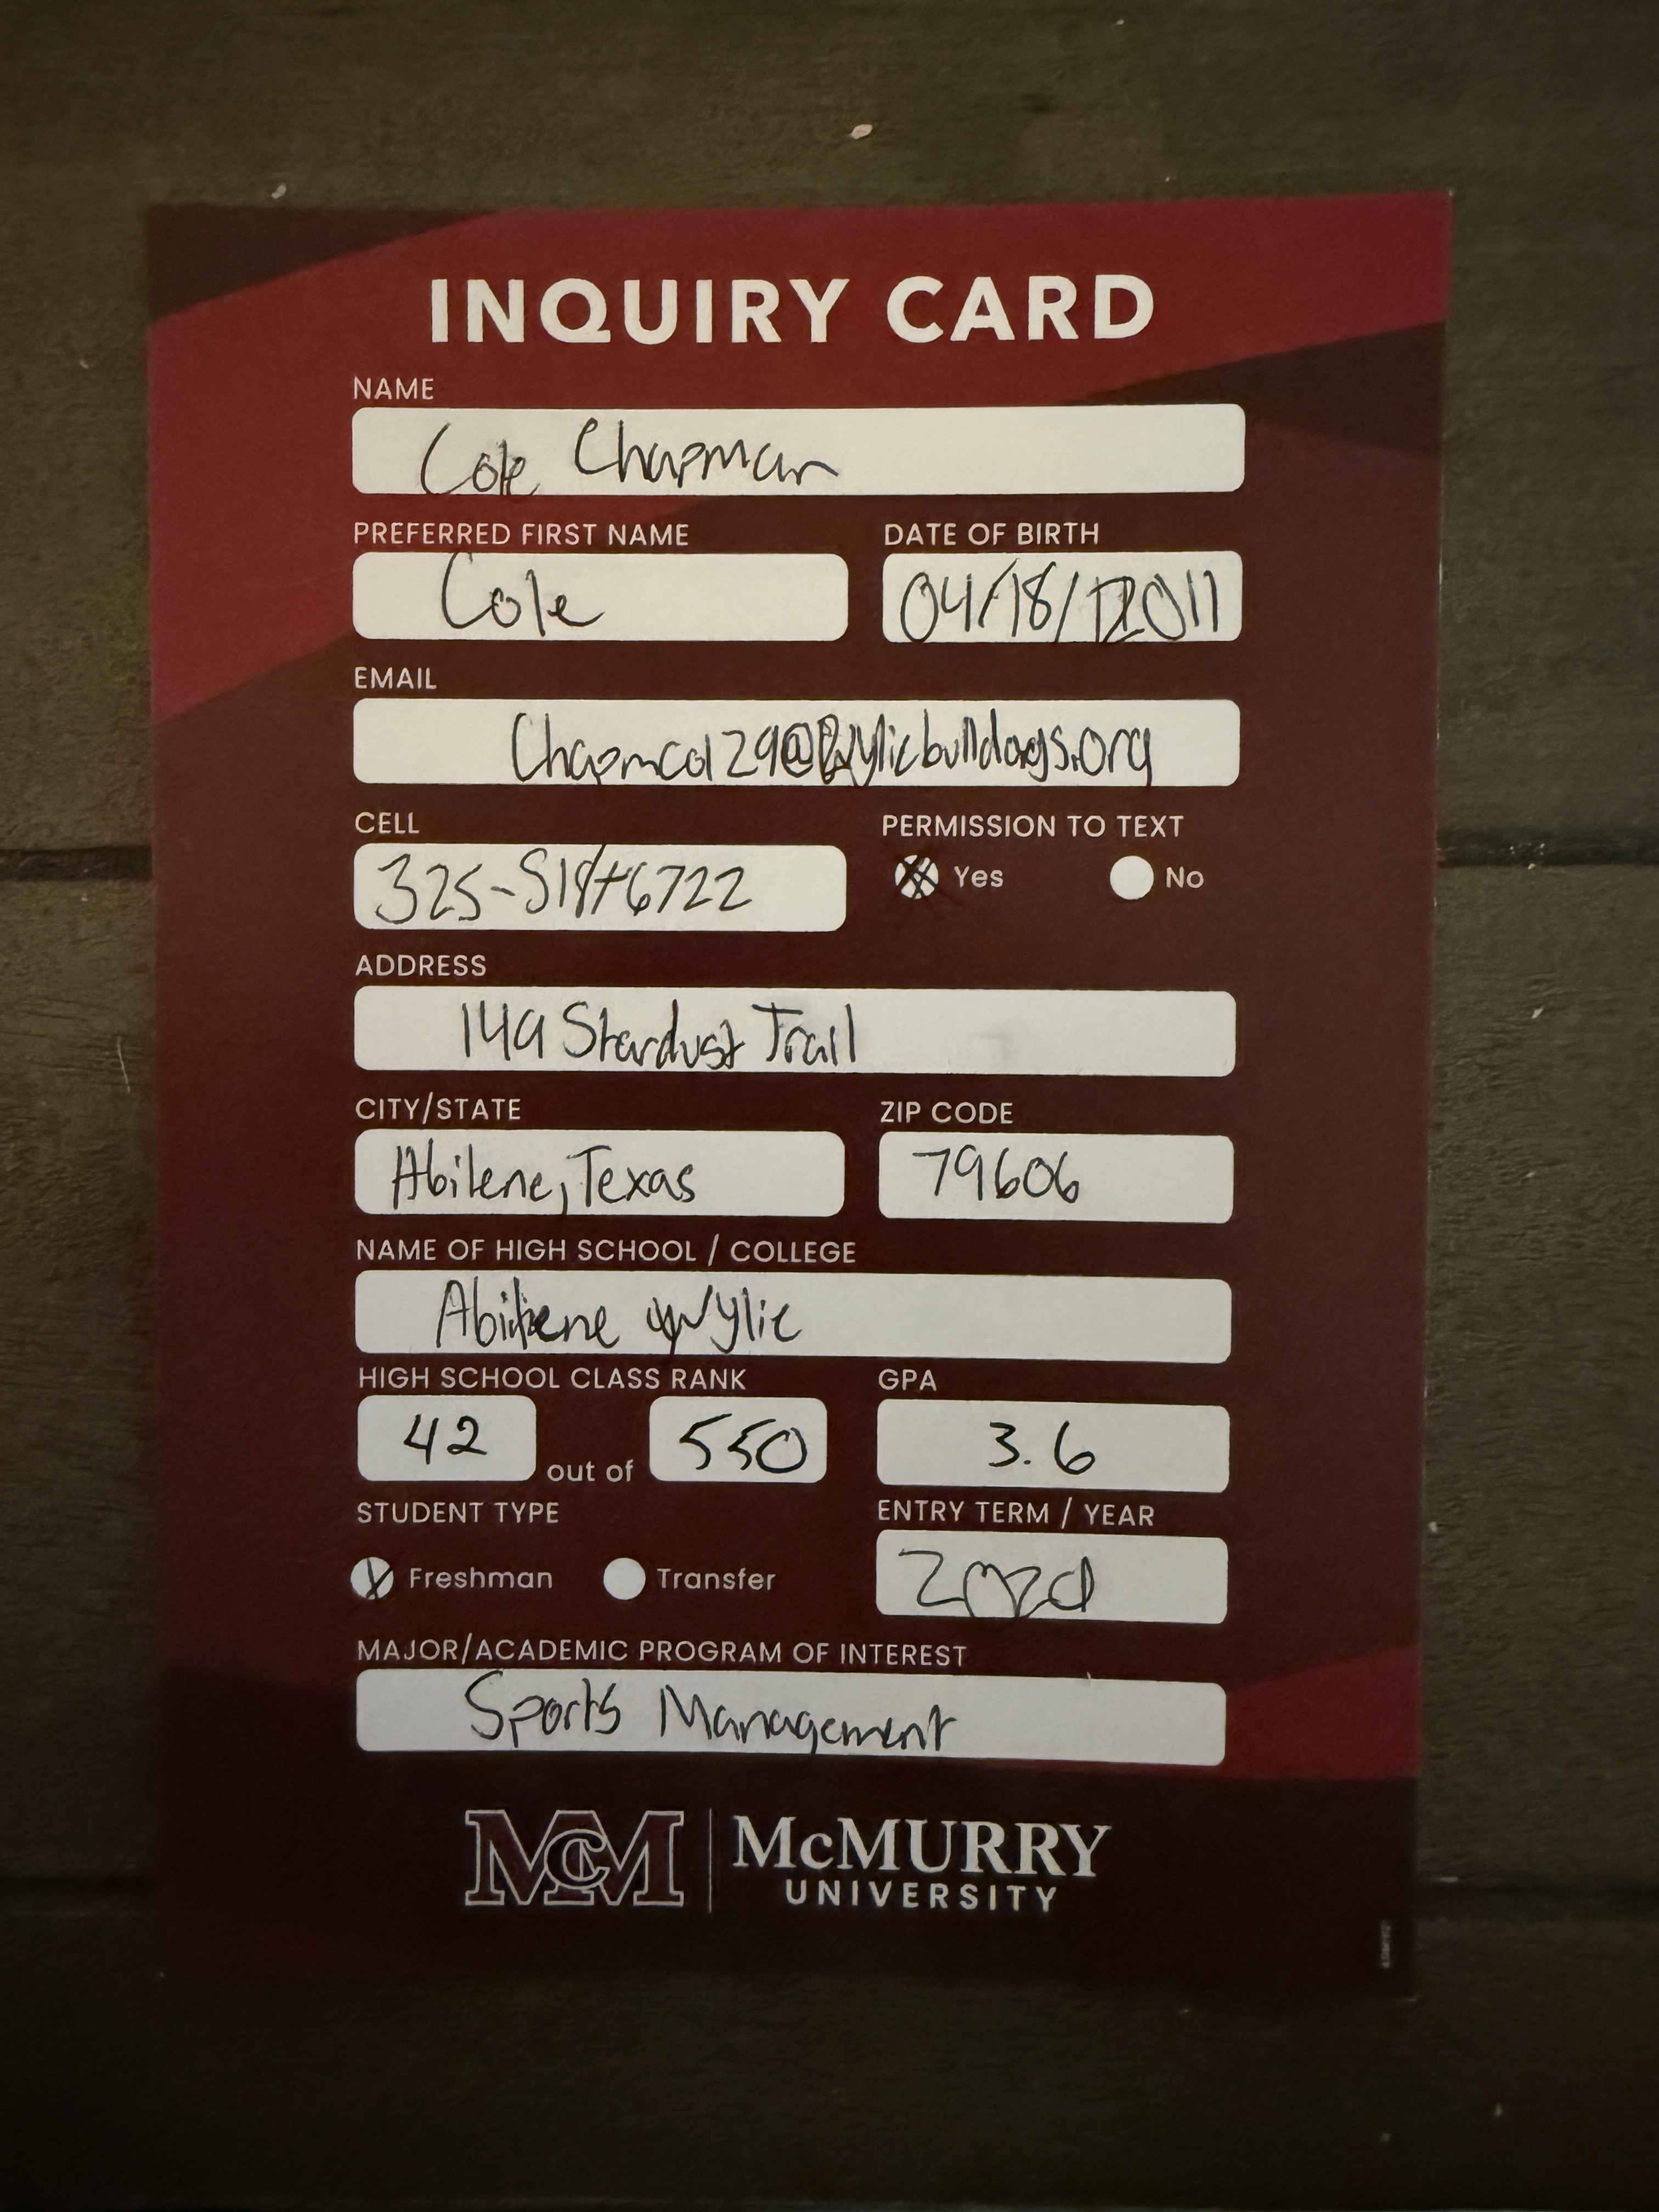 INQUIRY CARD
NAME
Cole Chapman
PREFERRED FIRST NAME
DATE OF BIRTH
Cole
04/18/2011
EMAIL
Chapmcol29@wyliebulldogs.org
CELL
PERMISSION TO TEXT
325-518-6722
Yes
No
ADDRESS
149 Stardust Trail
CITY/STATE
ZIP CODE
Abilene, Texas
79606
NAME OF HIGH SCHOOL / COLLEGE
Abilene Wylie
HIGH SCHOOL CLASS RANK
GPA
42 out of 550
3.6
STUDENT TYPE
ENTRY TERM / YEAR
Freshman
Transfer
MAJOR/ACADEMIC PROGRAM OF INTEREST
Sports Management
McM
McMURRY
UNIVERSITY